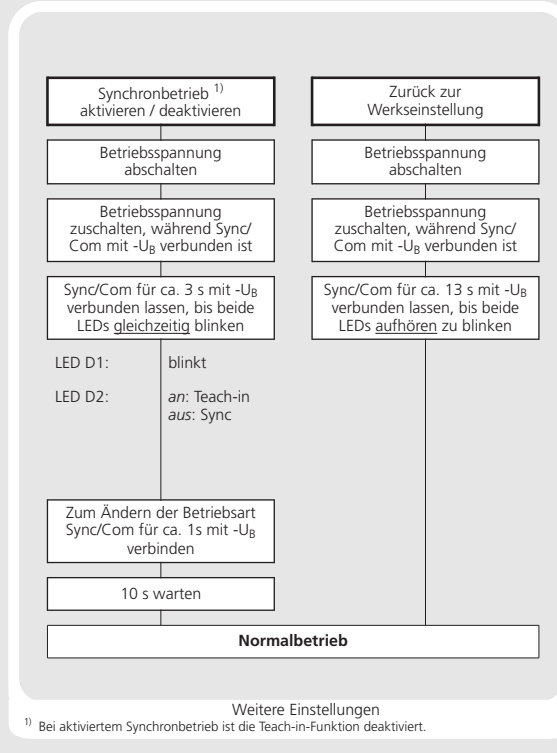 Synchronbetrieb 1)
aktivieren / deaktivieren
Betriebsspannung
abschalten
Betriebsspannung
zuschalten, während Sync/
Com mit -UB verbunden ist
Sync/Com für ca. 3 s mit -UB
verbunden lassen, bis beide
LEDs gleichzeitig blinken
LED D1: blinkt
LED D2: an: Teach-in
aus: Sync
Zum Ändern der Betriebsart
Sync/Com für ca. 1s mit -UB
verbinden
10 s warten
Zurück zur
Werkseinstellung
Betriebsspannung
abschalten
Betriebsspannung
zuschalten, während Sync/
Com mit -UB verbunden ist
Sync/Com für ca. 13 s mit -UB
verbunden lassen, bis beide
LEDs aufhören zu blinken
Normalbetrieb
Weitere Einstellungen
1) Bei aktiviertem Synchronbetrieb ist die Teach-in-Funktion deaktiviert.